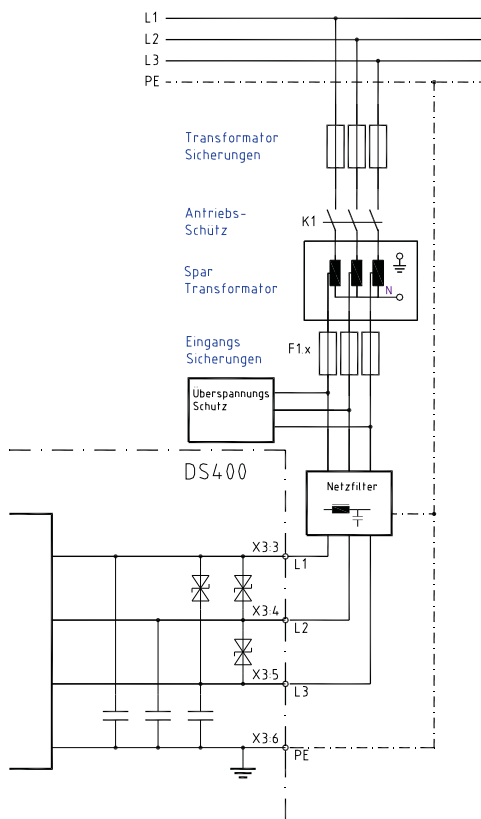 L1
L2
L3
PE
Transformator
Sicherungen
Antriebs-
Schütz
K1
Spar
Transformator
N
Eingangs
Sicherungen
F1.x
Überspannungs
Schutz
DS400
Netzfilter
X3:3
L1
X3:4
L2
X3:5
L3
X3:6
PE